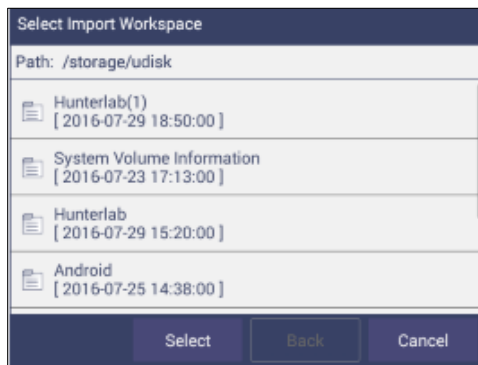 Select Import Workspace
Path: /storage/udisk
Hunterlab(1)
[ 2016-07-29 18:50:00 ]
System Volume Information
[ 2016-07-23 17:13:00 ]
Hunterlab
[ 2016-07-29 15:20:00 ]
Android
[ 2016-07-25 14:38:00 ]
Select Back Cancel